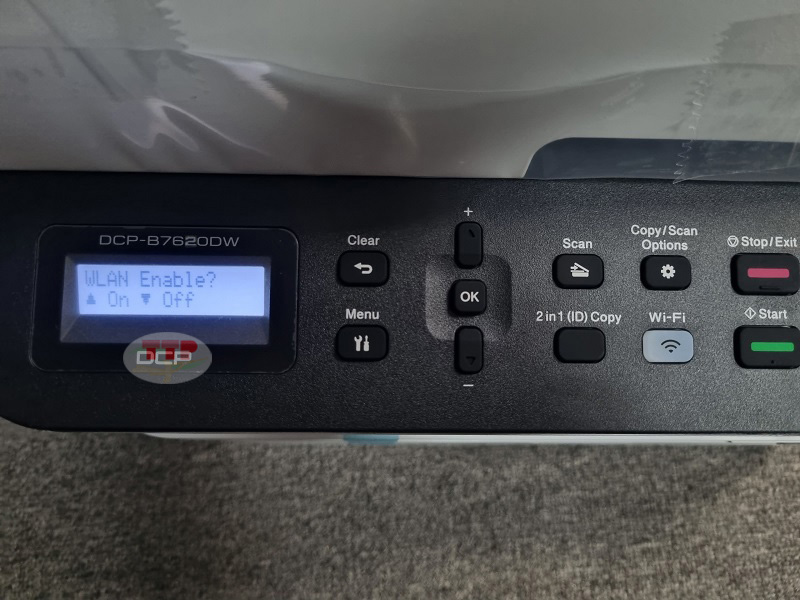 DCP-B7620DW
WLAN Enable?
▲ On ▼ Off
DCP
Clear
Menu
+
OK
−
Scan
Copy/Scan
Options
Stop/Exit
2 in 1 (ID) Copy
Wi-Fi
Start